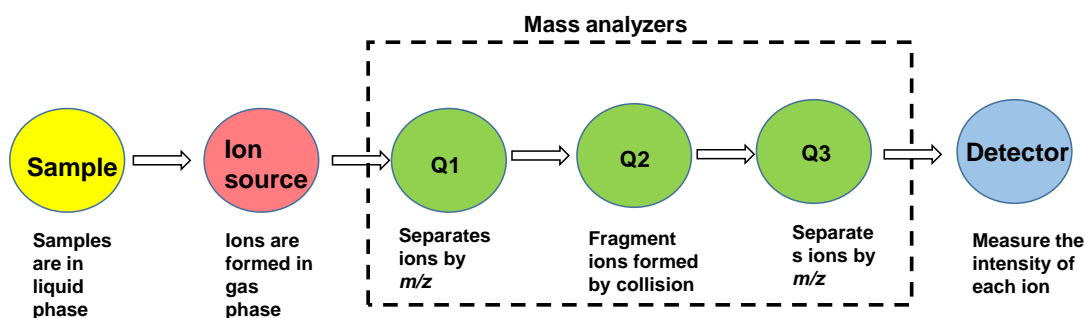 Mass analyzers
Sample
Ion
source
Q1
Q2
Q3
Detector
Samples
are in
liquid
phase
Ions are
formed in
gas
phase
Separates
ions by
m/z
Fragment
ions formed
by collision
Separate
s ions by
m/z
Measure the
intensity of
each ion